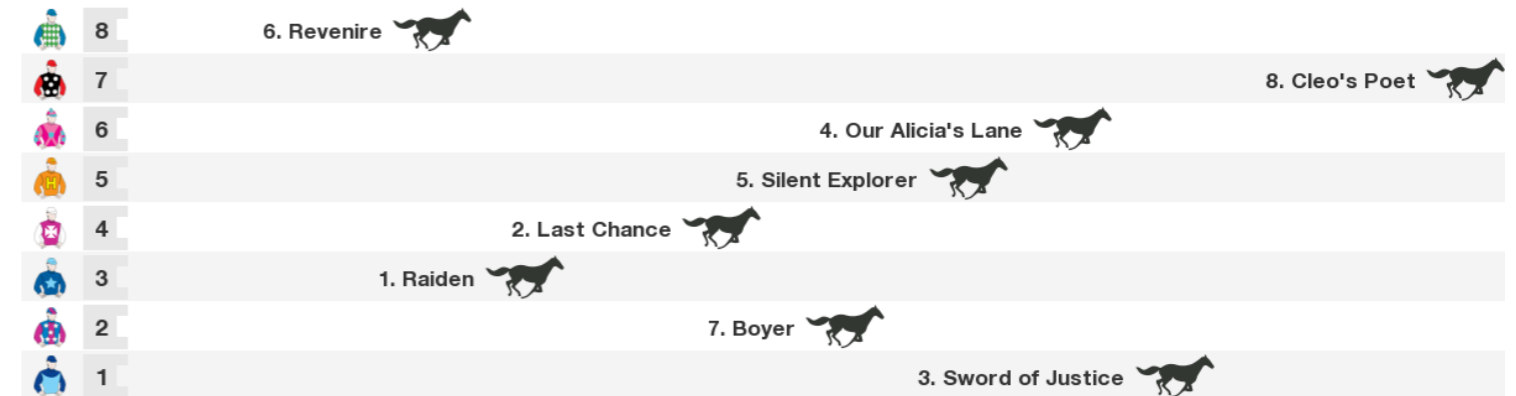 8 6. Revenire
7 8. Cleo's Poet
6 4. Our Alicia's Lane
H 5 5. Silent Explorer
4 2. Last Chance
3 1. Raiden
2 7. Boyer
1 3. Sword of Justice